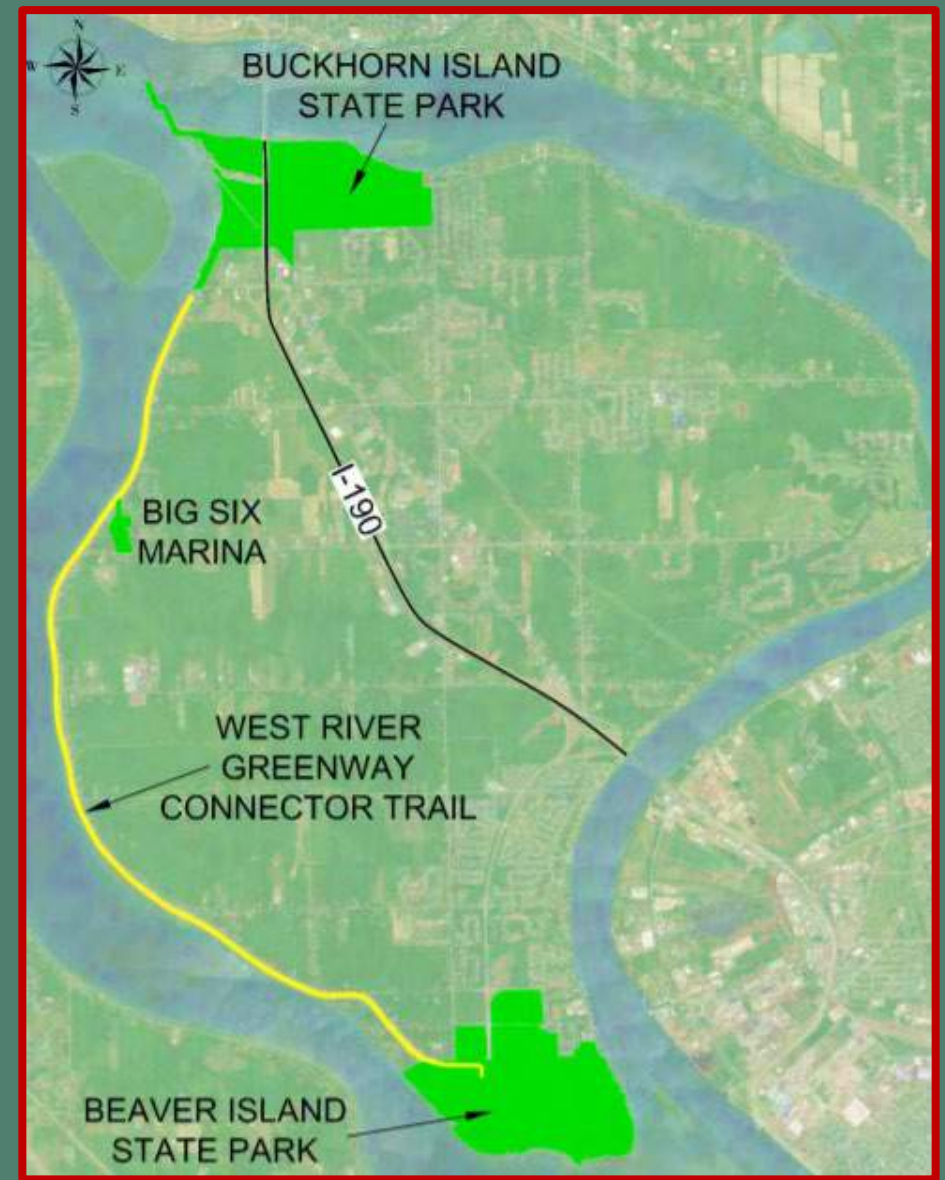 N
W E
S
BUCKHORN ISLAND
STATE PARK
I-190
BIG SIX
MARINA
WEST RIVER
GREENWAY
CONNECTOR TRAIL
BEAVER ISLAND
STATE PARK